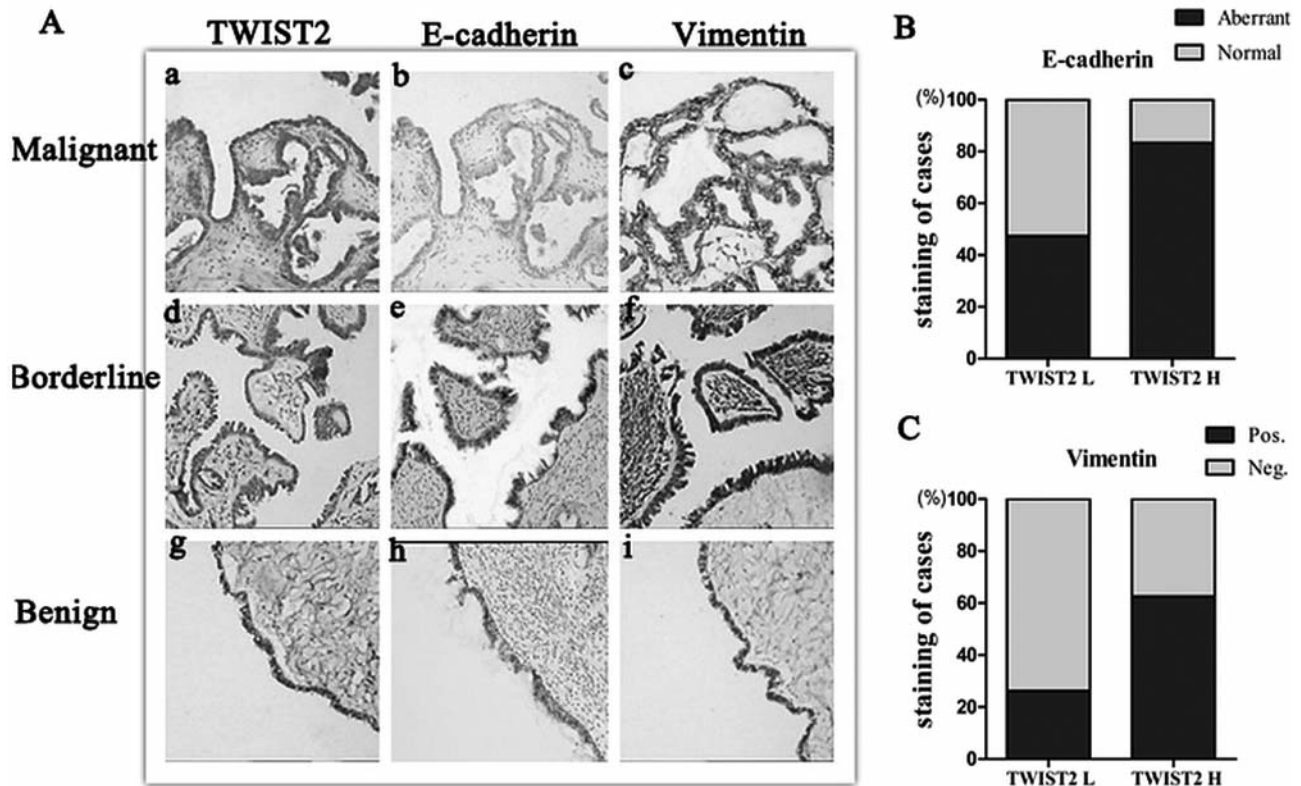 A
TWIST2 E-cadherin Vimentin
a b c
Malignant
d e f
Borderline
g h i
Benign
B
Aberrant
Normal
E-cadherin
(%)
100
80
60
40
20
0
staining of cases
TWIST2 L TWIST2 H
C
Pos.
Neg.
Vimentin
(%)
100
80
60
40
20
0
staining of cases
TWIST2 L TWIST2 H